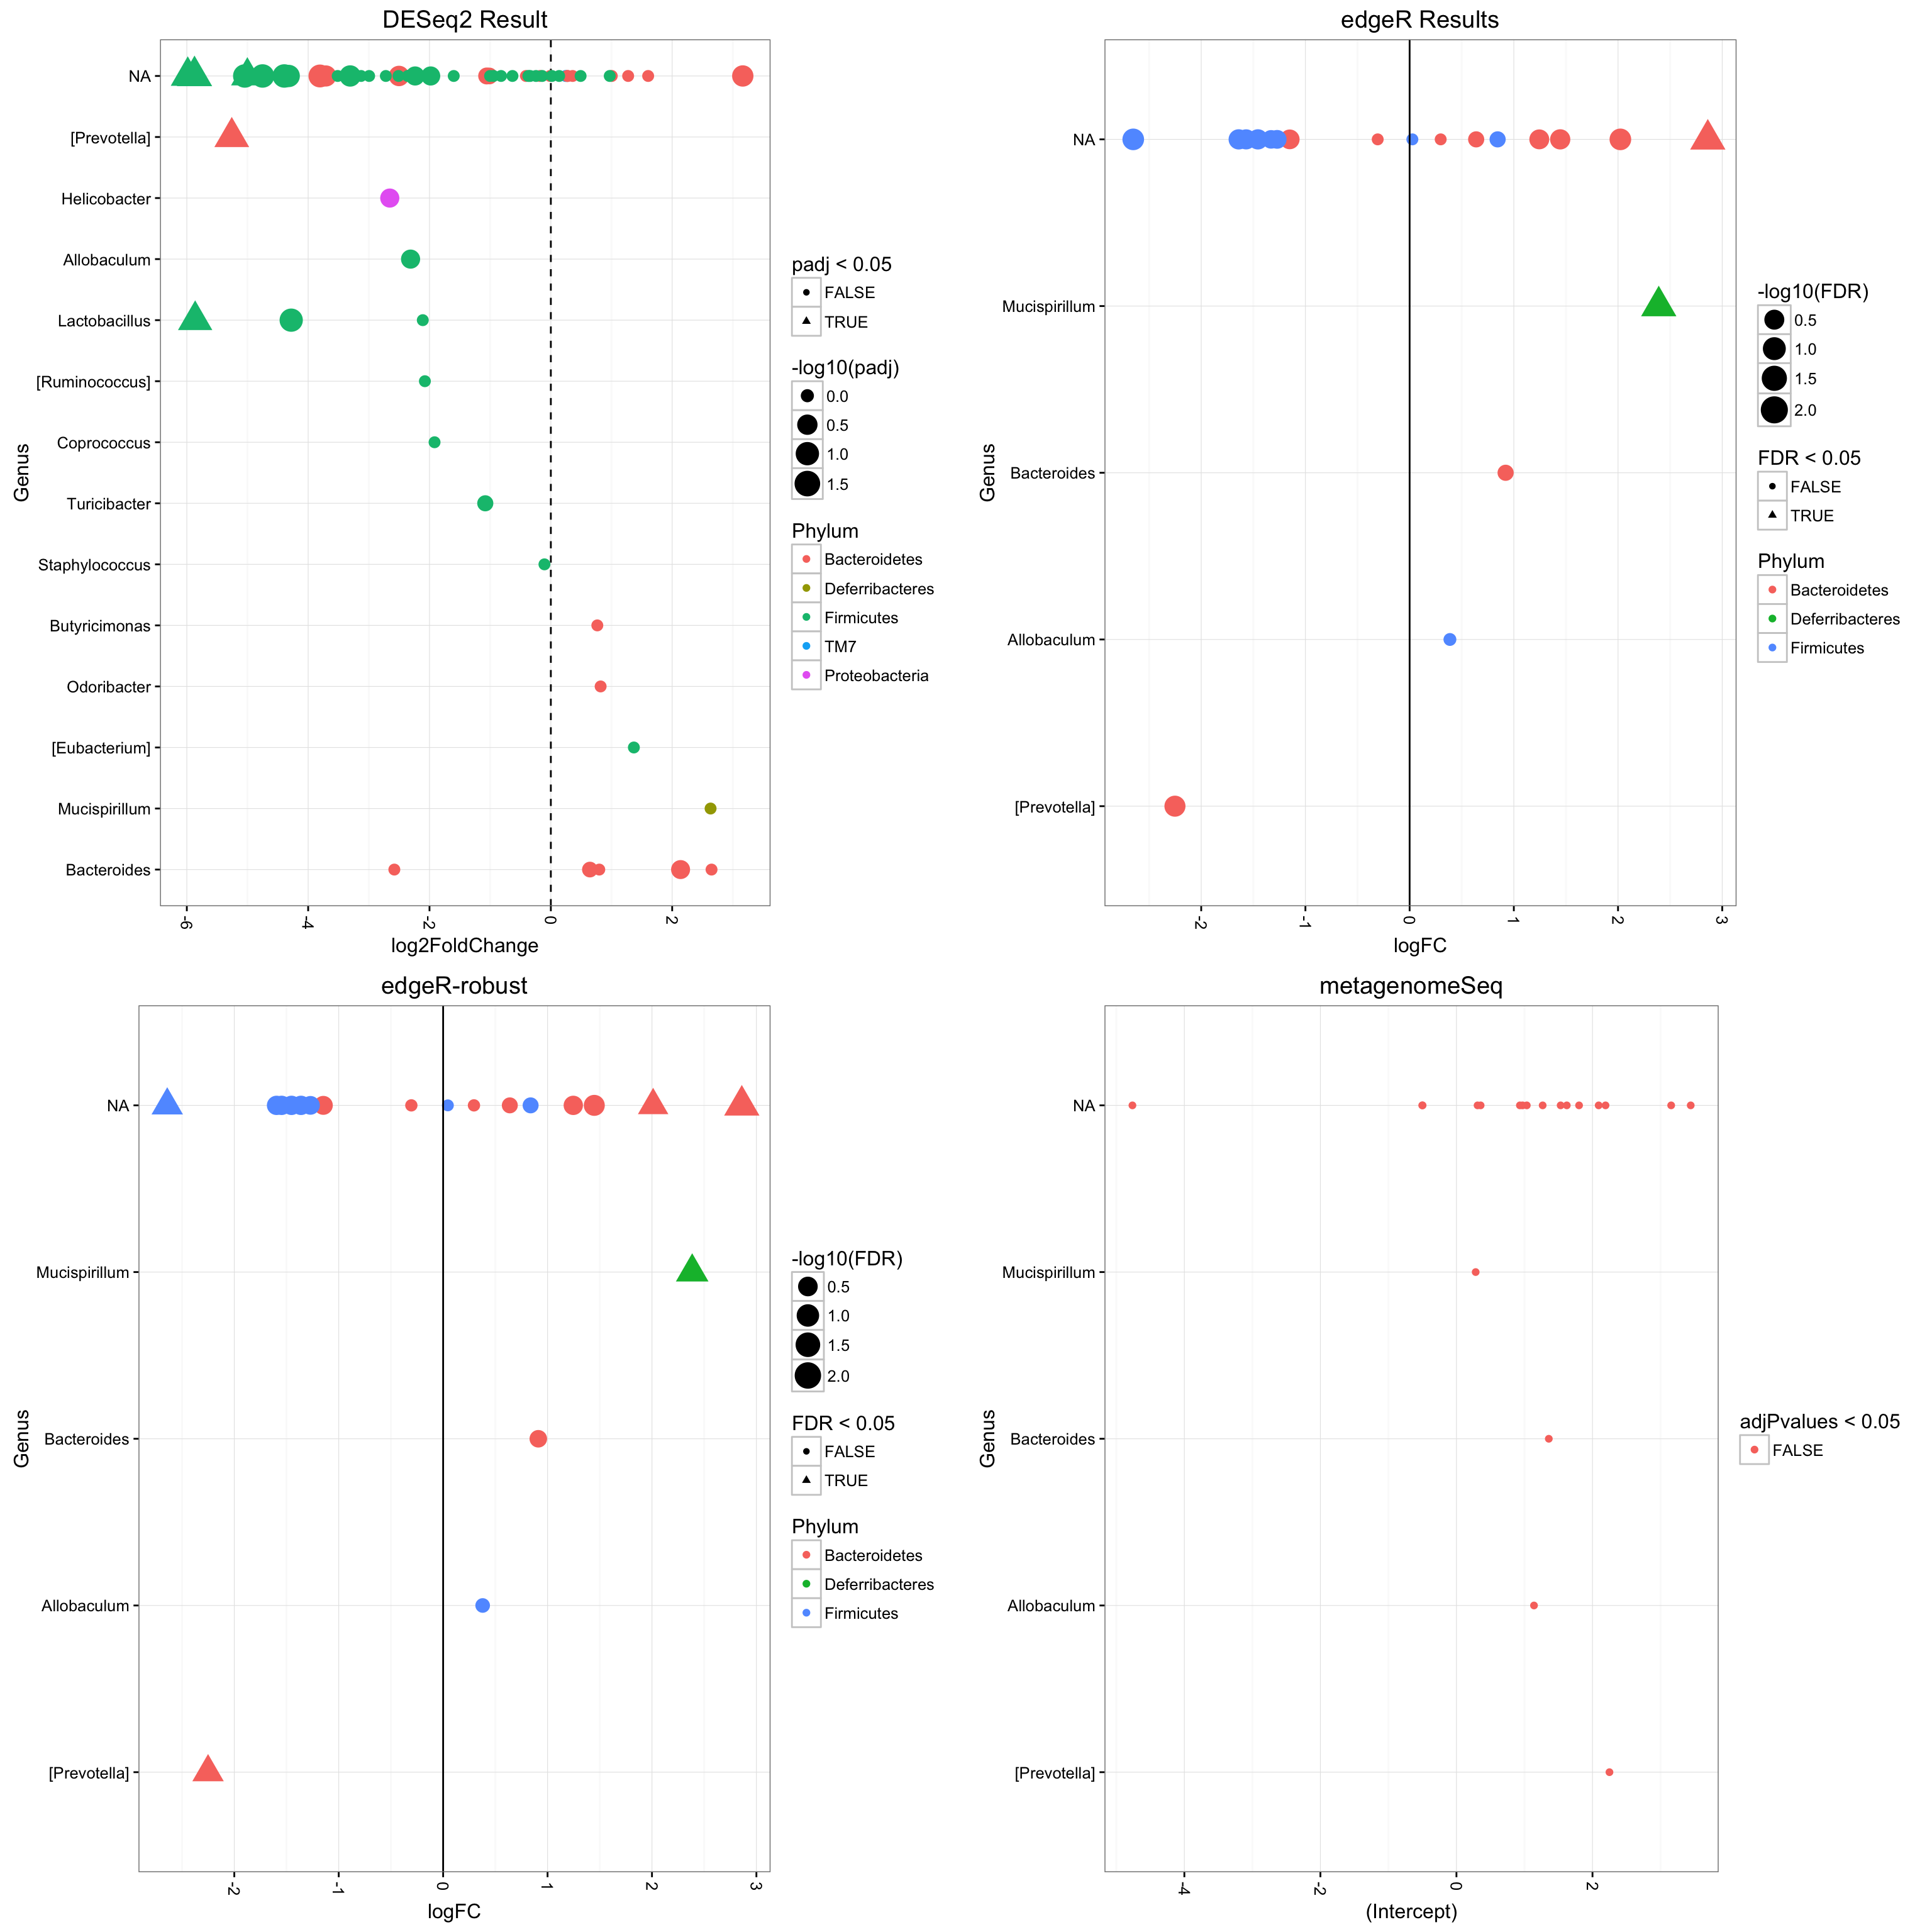 DESeq2 Result
NA
[Prevotella]
Helicobacter
Allobaculum
Lactobacillus
[Ruminococcus]
Coprococcus
Turicibacter
Staphylococcus
Butyricimonas
Odoribacter
[Eubacterium]
Mucispirillum
Bacteroides
Genus
-6
-4
-2
0
2
log2FoldChange
padj < 0.05
FALSE
TRUE
-log10(padj)
0.0
0.5
1.0
1.5
Phylum
Bacteroidetes
Deferribacteres
Firmicutes
TM7
Proteobacteria
edgeR Results
NA
Mucispirillum
Bacteroides
Allobaculum
[Prevotella]
Genus
-2
-1
0
1
2
3
logFC
-log10(FDR)
0.5
1.0
1.5
2.0
FDR < 0.05
FALSE
TRUE
Phylum
Bacteroidetes
Deferribacteres
Firmicutes
edgeR-robust
NA
Mucispirillum
Bacteroides
Allobaculum
[Prevotella]
Genus
-2
-1
0
1
2
3
logFC
-log10(FDR)
0.5
1.0
1.5
2.0
FDR < 0.05
FALSE
TRUE
Phylum
Bacteroidetes
Deferribacteres
Firmicutes
metagenomeSeq
NA
Mucispirillum
Bacteroides
Allobaculum
[Prevotella]
Genus
-4
-2
0
2
(Intercept)
adjPvalues < 0.05
FALSE